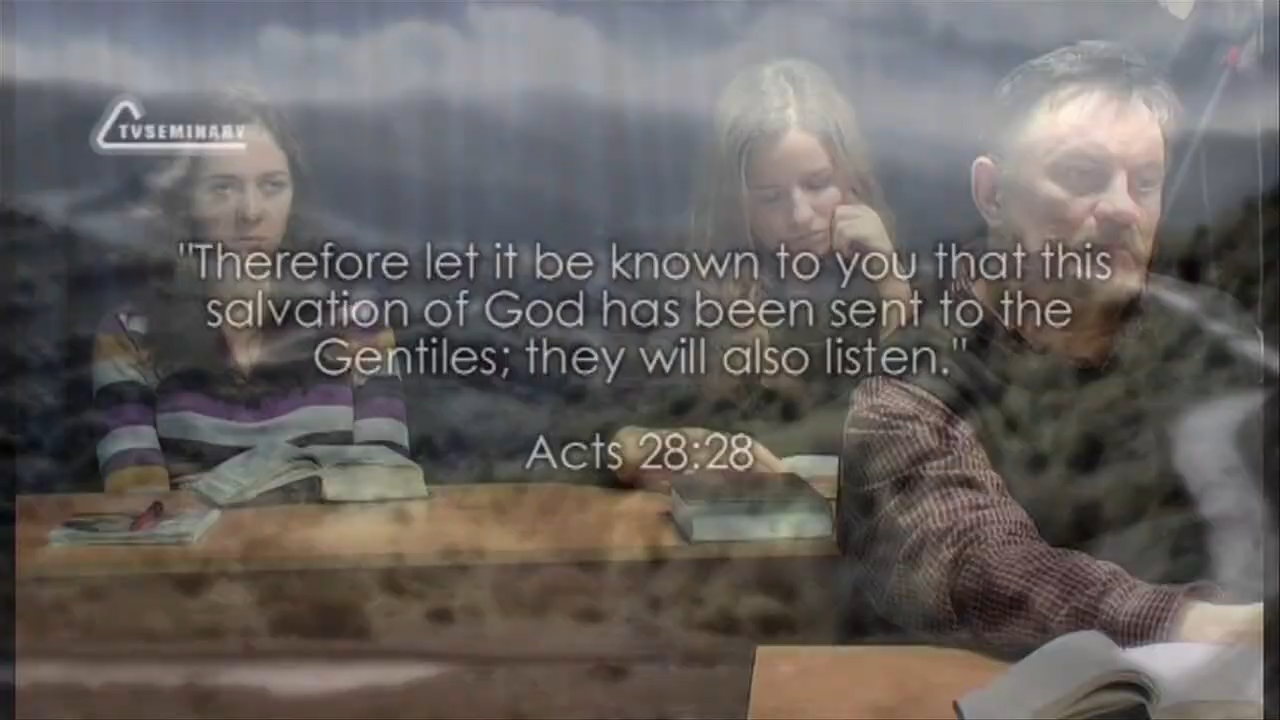 TVSEMINARY
"Therefore let it be known to you that this
salvation of God has been sent to the
Gentiles; they will also listen."
Acts 28:28